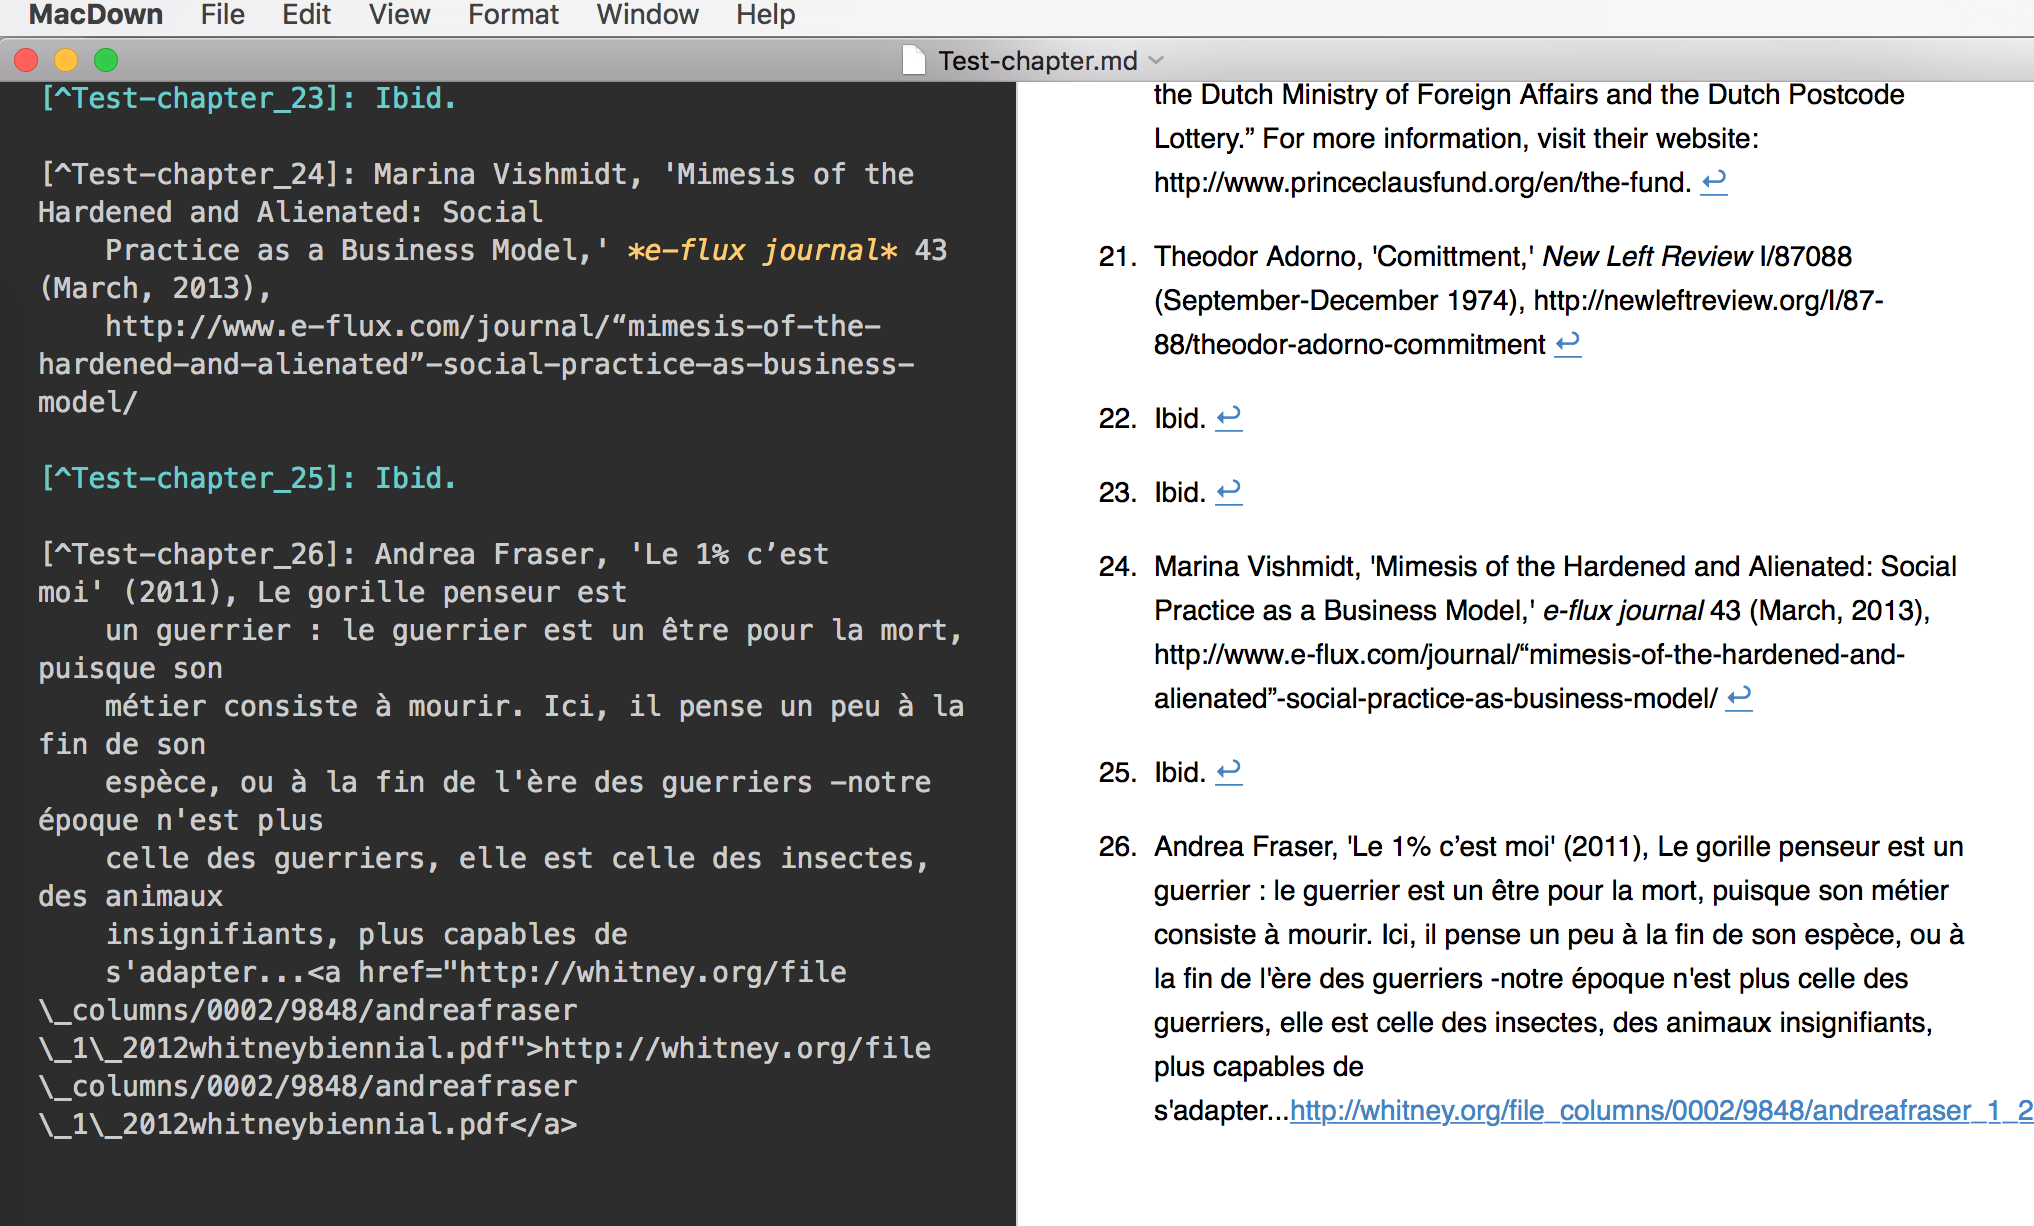 MacDown File Edit View Format Window Help
Test-chapter.md
[^Test-chapter_23]: Ibid.
[^Test-chapter_24]: Marina Vishmidt, 'Mimesis of the
Hardened and Alienated: Social
Practice as a Business Model,' *e-flux journal* 43
(March, 2013),
http://www.e-flux.com/journal/“mimesis-of-the-
hardened-and-alienated”-social-practice-as-business-
model/
[^Test-chapter_25]: Ibid.
[^Test-chapter_26]: Andrea Fraser, 'Le 1% c’est
moi' (2011), Le gorille penseur est
un guerrier : le guerrier est un être pour la mort,
puisque son
métier consiste à mourir. Ici, il pense un peu à la
fin de son
espèce, ou à la fin de l'ère des guerriers -notre
époque n'est plus
celle des guerriers, elle est celle des insectes,
des animaux
insignifiants, plus capables de
s'adapter...<a href="http://whitney.org/file
\_columns/0002/9848/andreafraser
\_1\_2012whitneybiennial.pdf">http://whitney.org/file
\_columns/0002/9848/andreafraser
\_1\_2012whitneybiennial.pdf</a>
the Dutch Ministry of Foreign Affairs and the Dutch Postcode
Lottery.” For more information, visit their website:
http://www.princeclausfund.org/en/the-fund. ↩
21. Theodor Adorno, 'Comittment,' New Left Review I/87088
(September-December 1974), http://newleftreview.org/I/87-
88/theodor-adorno-commitment ↩
22. Ibid. ↩
23. Ibid. ↩
24. Marina Vishmidt, 'Mimesis of the Hardened and Alienated: Social
Practice as a Business Model,' e-flux journal 43 (March, 2013),
http://www.e-flux.com/journal/“mimesis-of-the-hardened-and-
alienated”-social-practice-as-business-model/ ↩
25. Ibid. ↩
26. Andrea Fraser, 'Le 1% c’est moi' (2011), Le gorille penseur est un
guerrier : le guerrier est un être pour la mort, puisque son métier
consiste à mourir. Ici, il pense un peu à la fin de son espèce, ou à
la fin de l'ère des guerriers -notre époque n'est plus celle des
guerriers, elle est celle des insectes, des animaux insignifiants,
plus capables de
s'adapter...http://whitney.org/file_columns/0002/9848/andreafraser_1_2